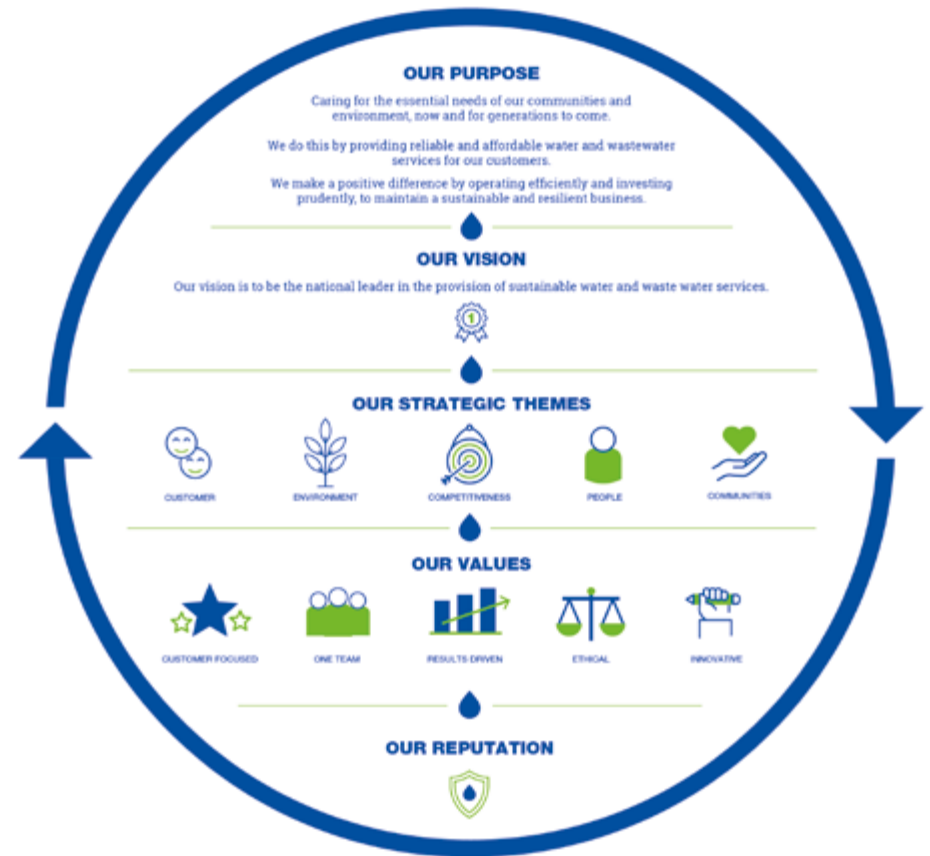 OUR PURPOSE
Caring for the essential needs of our communities and
environment, now and for generations to come.
We do this by providing reliable and affordable water and wastewater
services for our customers.
We make a positive difference by operating efficiently and investing
prudently, to maintain a sustainable and resilient business.
OUR VISION
Our vision is to be the national leader in the provision of sustainable water and waste water services.
1
OUR STRATEGIC THEMES
CUSTOMER ENVIRONMENT COMPETITIVENESS PEOPLE COMMUNITIES
OUR VALUES
CUSTOMER FOCUSED ONE TEAM RESULTS DRIVEN ETHICAL INNOVATIVE
OUR REPUTATION